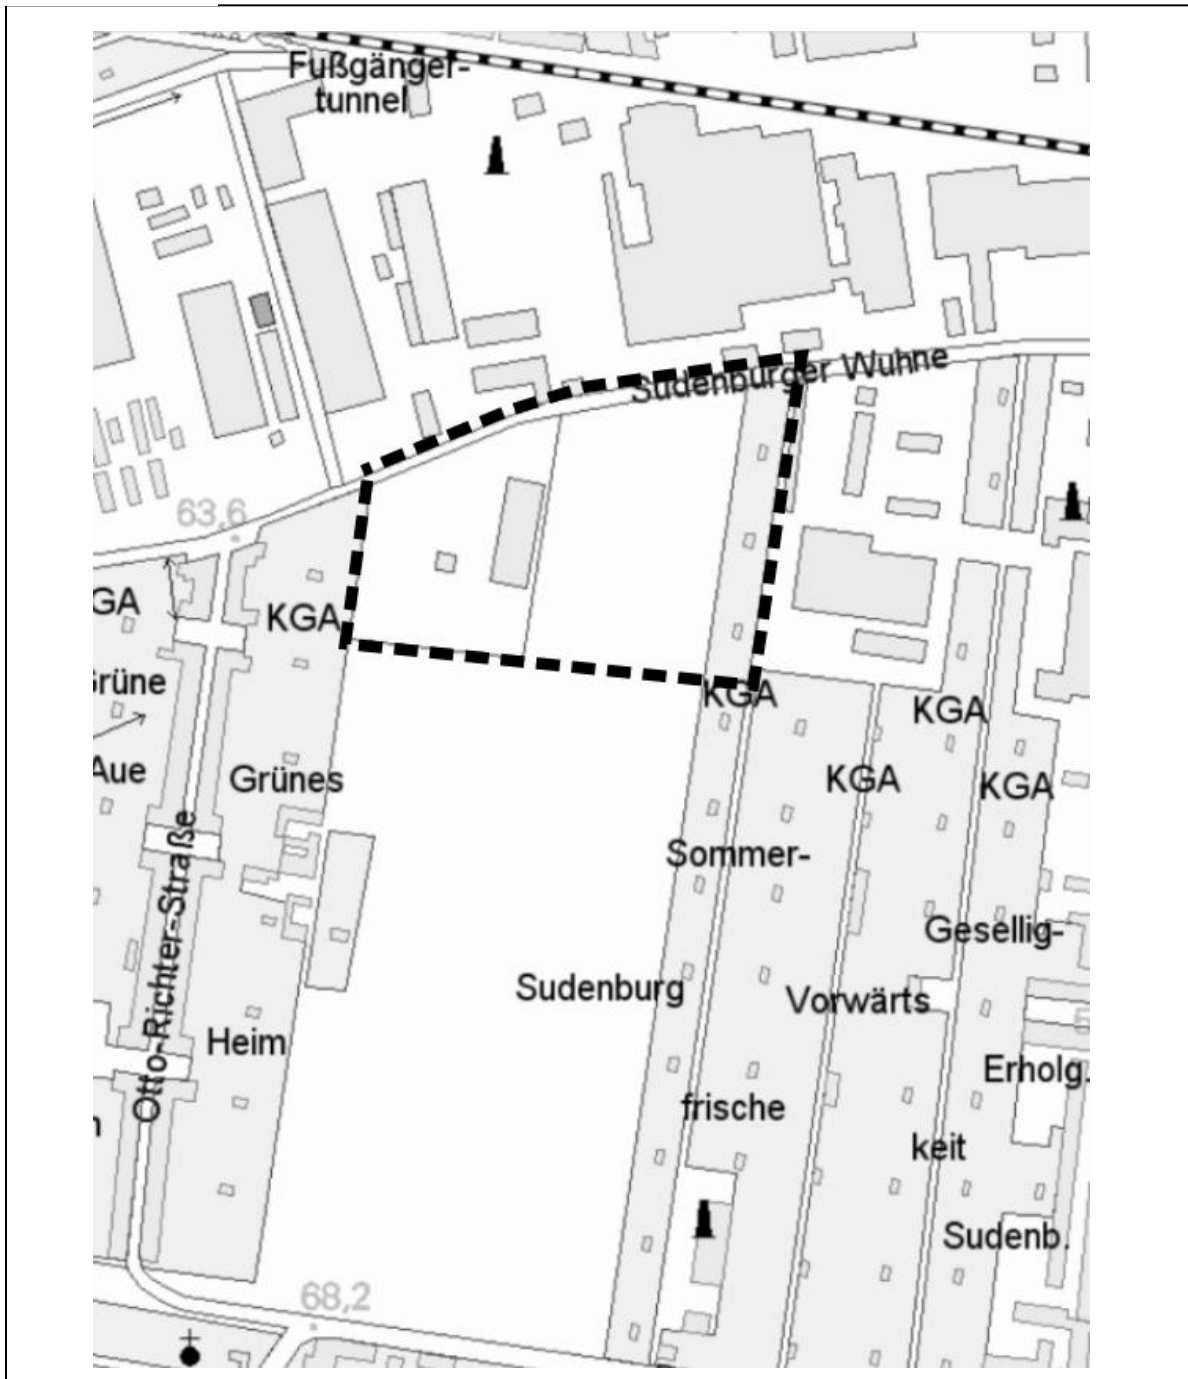 Fußgänger-
tunnel
Sudenburger Wuhne
63,6
GA
KGA
Grüne
KGA
KGA
Aue
Grünes
KGA
KGA
Otto-Richter-Straße
Sommer-
Gesellig-
Sudenburg
Vorwärts
Heim
Erholg.
frische
keit
Sudenb.
68,2